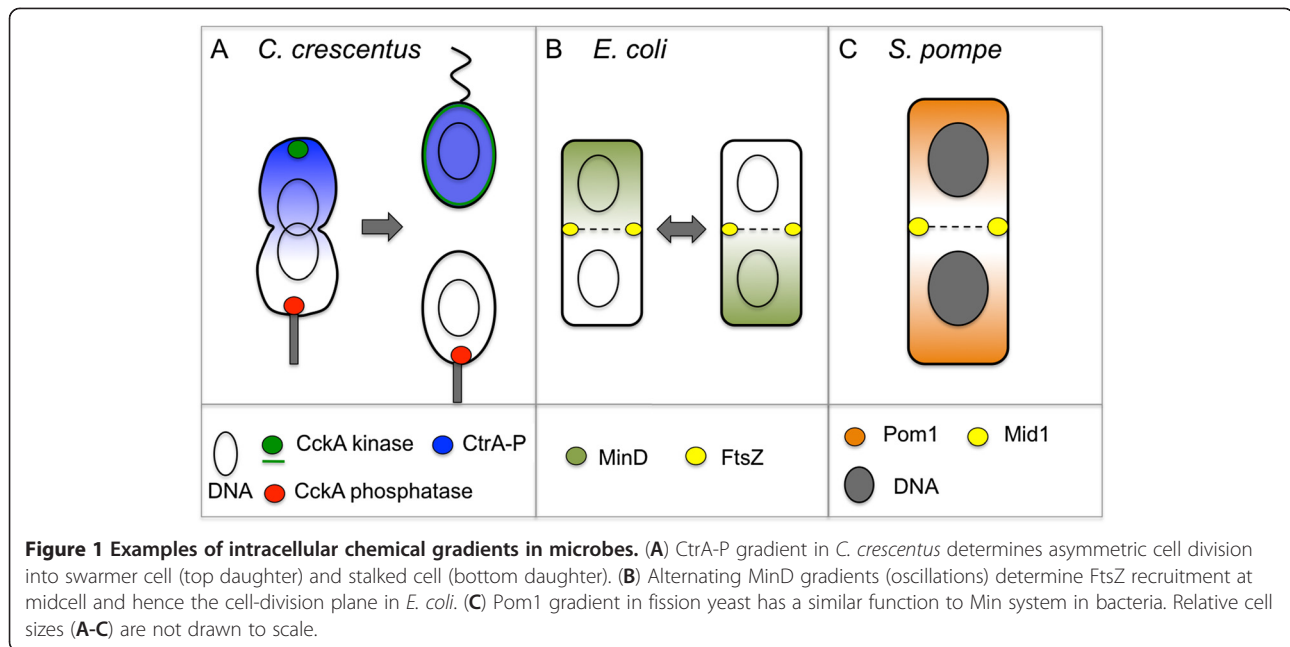 A C. crescentus
B E. coli
C S. pompe
DNA
CckA kinase
CtrA-P
CckA phosphatase
MinD
FtsZ
Pom1
Mid1
DNA
Figure 1 Examples of intracellular chemical gradients in microbes. (A) CtrA-P gradient in C. crescentus determines asymmetric cell division
into swarmer cell (top daughter) and stalked cell (bottom daughter). (B) Alternating MinD gradients (oscillations) determine FtsZ recruitment at
midcell and hence the cell-division plane in E. coli. (C) Pom1 gradient in fission yeast has a similar function to Min system in bacteria. Relative cell
sizes (A-C) are not drawn to scale.